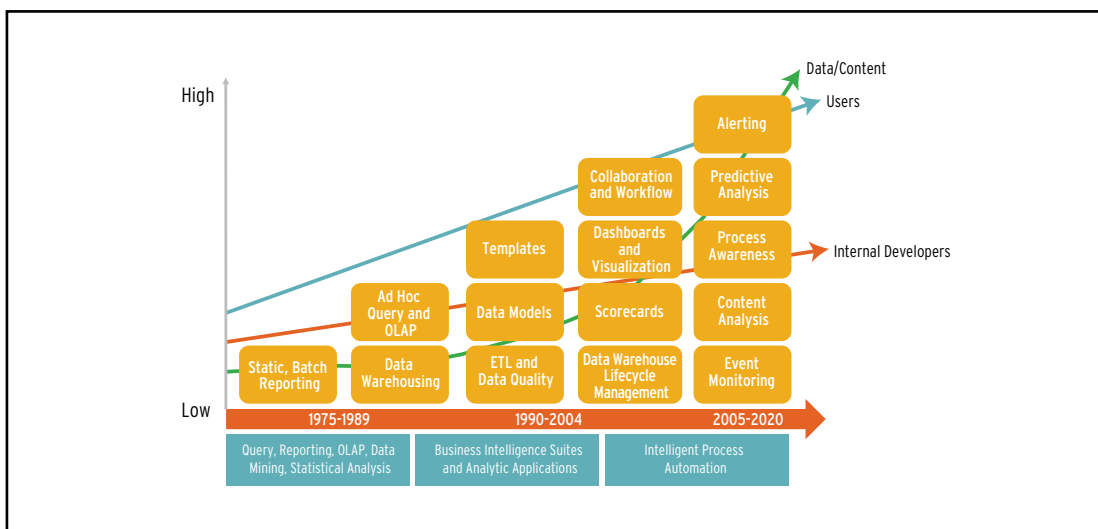 Data/Content
High
Users
Alerting
Collaboration
and Workflow
Predictive
Analysis
Templates
Dashboards
and
Visualization
Process
Awareness
Internal Developers
Ad Hoc
Query and
OLAP
Data Models
Scorecards
Content
Analysis
Static, Batch
Reporting
Data
Warehousing
ETL and
Data Quality
Data Warehouse
Lifecycle
Management
Event
Monitoring
Low
1975-1989
1990-2004
2005-2020
Query, Reporting, OLAP, Data
Mining, Statistical Analysis
Business Intelligence Suites
and Analytic Applications
Intelligent Process
Automation